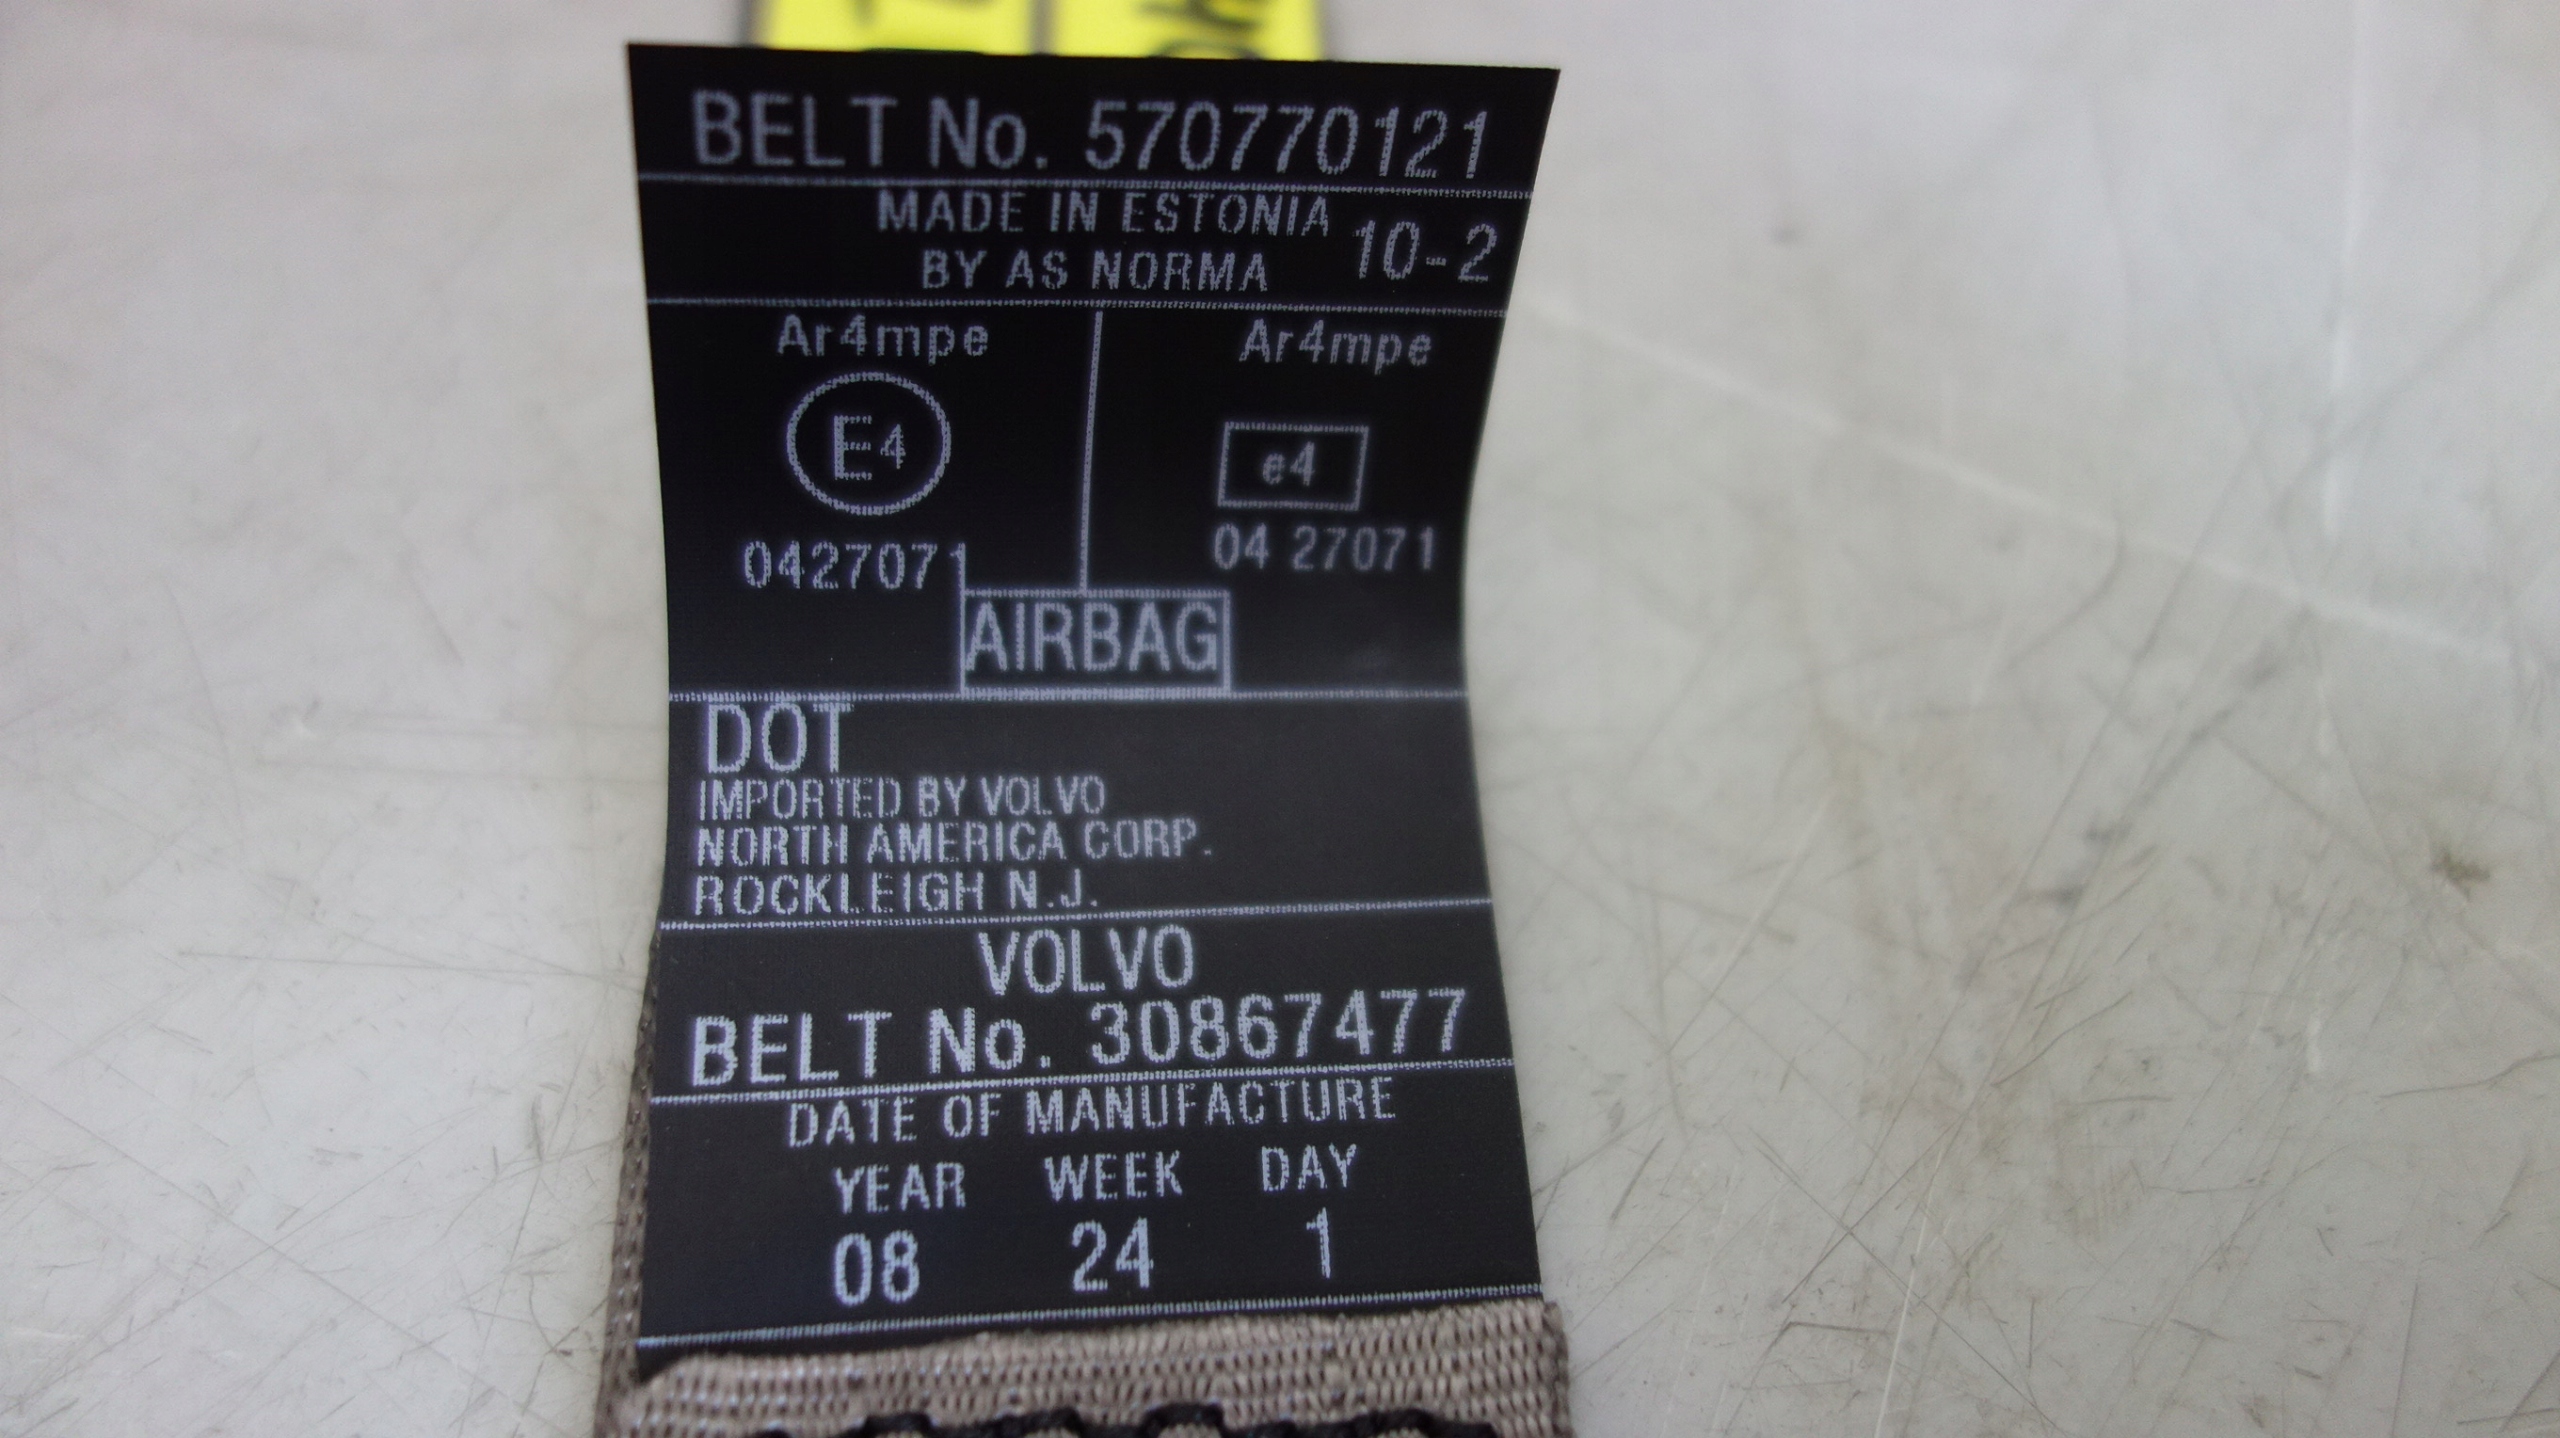 BELT No. 570770121
MADE IN ESTONIA
BY AS NORMA
10-2
Ar4mpe
E4
0427071
Ar4mpe
e4
04 27071
AIRBAG
DOT
IMPORTED BY VOLVO
NORTH AMERICA CORP.
ROCKLEIGH N.J.
VOLVO
BELT No. 30867477
DATE OF MANUFACTURE
YEAR WEEK DAY
08 24 1